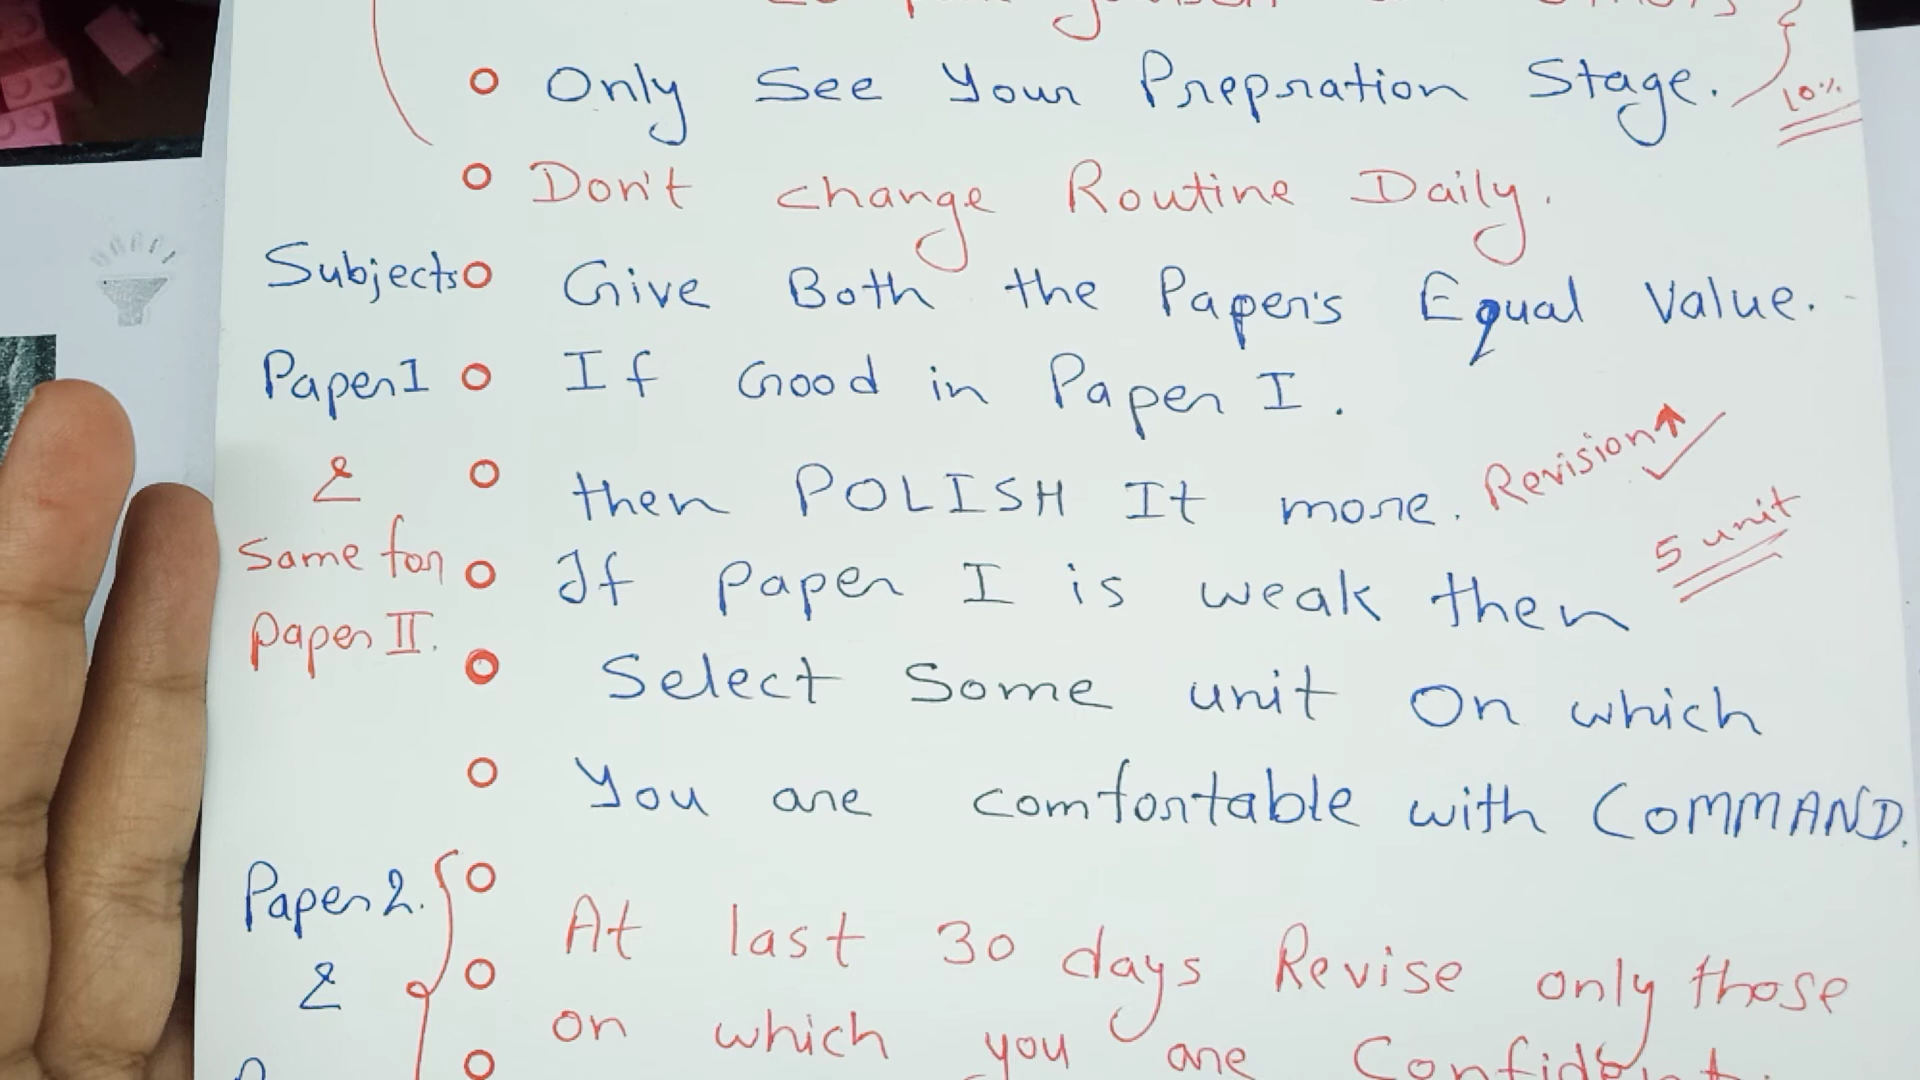 Only See Your Prepration Stage.
10%
Don't change Routine Daily.
Subjects Give Both the Paper's Equal Value.
Paper 1 If Good in Paper I.
& then POLISH It more. Revision↑ ✓
5 unit
Same for If Paper I is weak then
paper II. Select Some unit On which
You are comfortable with COMMAND.
Paper 2. At last 30 days Revise only those
& on which you are Confident.